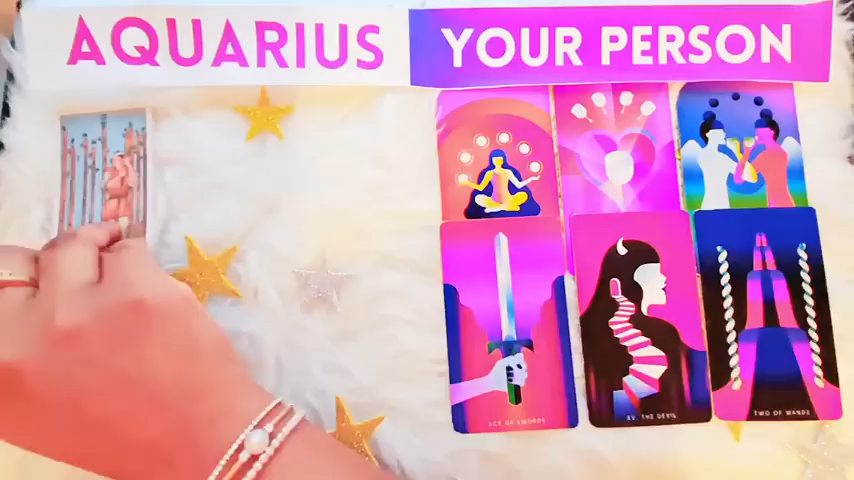 AQUARIUS
YOUR PERSON
ACE OF SWORDS
XV. THE DEVIL
TWO OF WANDS